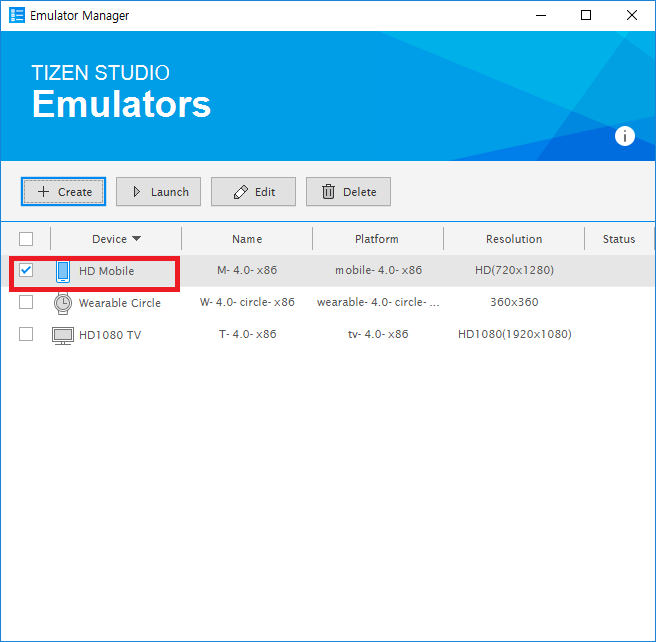 Emulator Manager
TIZEN STUDIO
Emulators
Create Launch Edit Delete
Device Name Platform Resolution Status
HD Mobile M- 4.0- x86 mobile- 4.0- x86 HD(720x1280)
Wearable Circle W- 4.0- circle- x86 wearable- 4.0- circle- ... 360x360
HD1080 TV T- 4.0- x86 tv- 4.0- x86 HD1080(1920x1080)